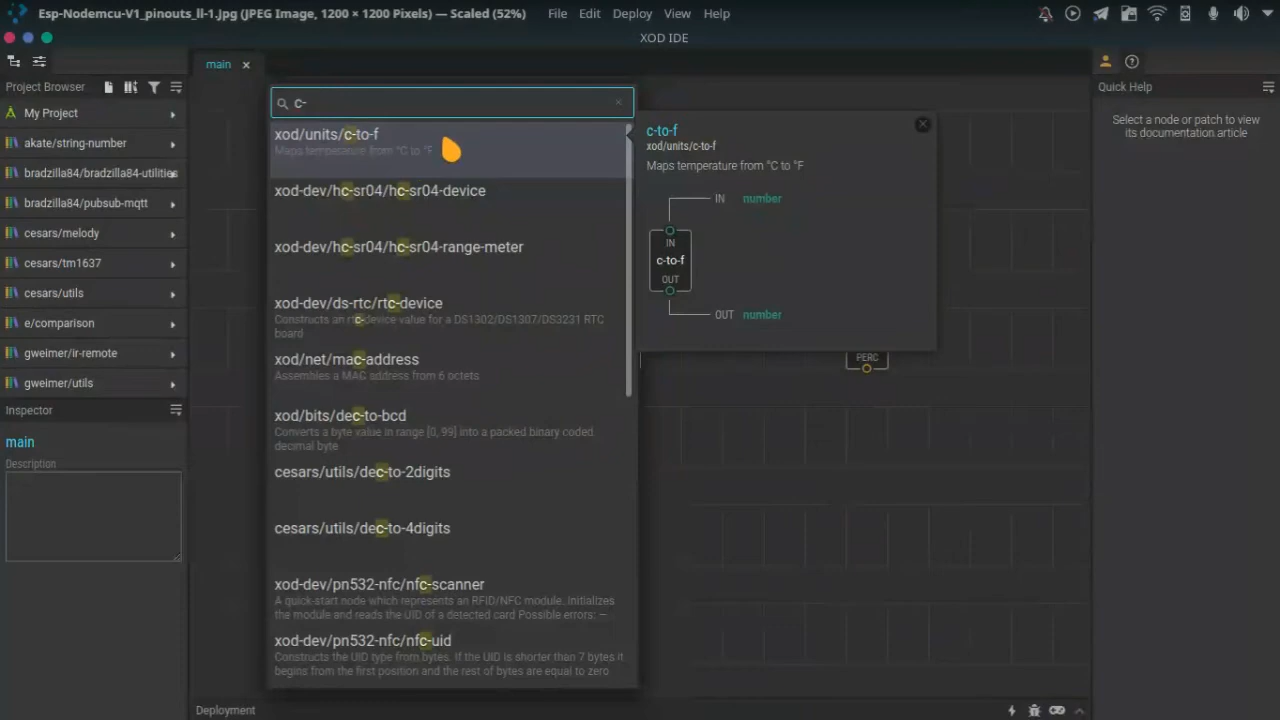 Esp-Nodemcu-V1_pinouts_ll-1.Jpg (JPEG Image, 1200 × 1200 Pixels) — Scaled (52%)
File Edit Deploy View Help
XOD IDE
main ×
Project Browser
My Project
akate/string-number
bradzilla84/bradzilla84-utilities
bradzilla84/pubsub-mqtt
cesars/melody
cesars/tm1637
cesars/utils
e/comparison
gweimer/ir-remote
gweimer/utils
Inspector
main
Description
c-
xod/units/c-to-f
Maps temperature from °C to °F
xod-dev/hc-sr04/hc-sr04-device
xod-dev/hc-sr04/hc-sr04-range-meter
xod-dev/ds-rtc/rtc-device
Constructs an rtc-device value for a DS1302/DS1307/DS3231 RTC
board
xod/net/mac-address
Assembles a MAC address from 6 octets
xod/bits/dec-to-bcd
Converts a byte value in range [0, 99] into a packed binary coded
decimal byte
cesars/utils/dec-to-2digits
cesars/utils/dec-to-4digits
xod-dev/pn532-nfc/nfc-scanner
A quick-start node which represents an RFID/NFC module. Initializes
the module and reads the UID of a detected card Possible errors: —
xod-dev/pn532-nfc/nfc-uid
Constructs the UID type from bytes. If the UID is shorter than 7 bytes it
begins from the first position and the rest of bytes are equal to zero
c-to-f
xod/units/c-to-f
Maps temperature from °C to °F
IN number
IN
c-to-f
OUT
OUT number
PERC
Quick Help
Select a node or patch to view
its documentation article
Deployment